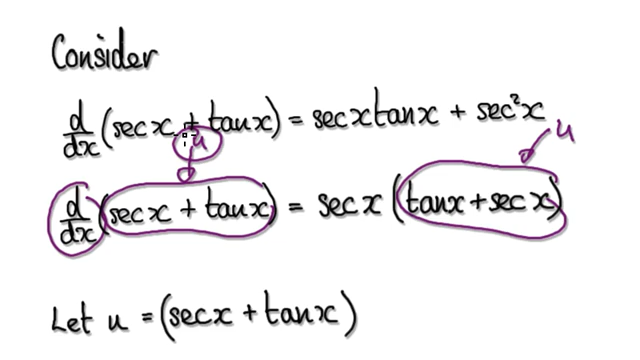 Consider
d/dx (sec x + tan x) = sec x tan x + sec²x
u u
d/dx (sec x + tan x) = sec x (tan x + sec x)
Let u = (sec x + tan x)